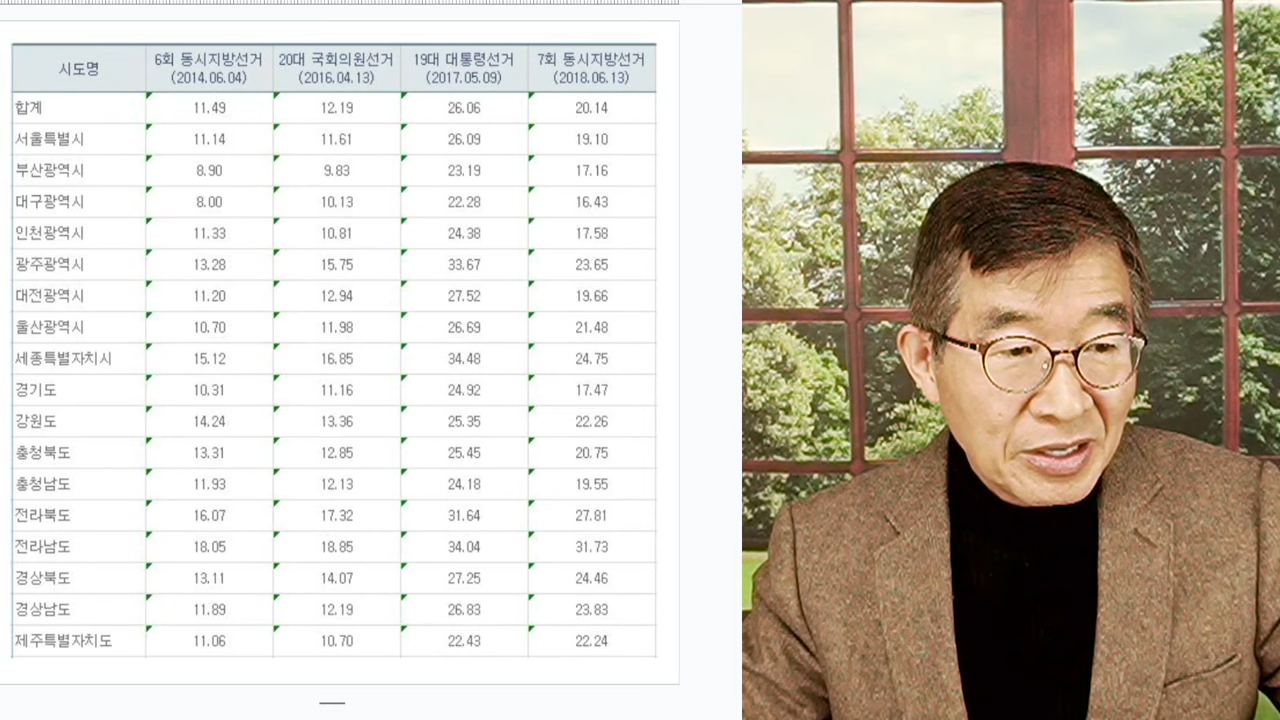 시도명 6회 동시지방선거 (2014.06.04) 20대 국회의원선거 (2016.04.13) 19대 대통령선거 (2017.05.09) 7회 동시지방선거 (2018.06.13)
합계 11.49 12.19 26.06 20.14
서울특별시 11.14 11.61 26.09 19.10
부산광역시 8.90 9.83 23.19 17.16
대구광역시 8.00 10.13 22.28 16.43
인천광역시 11.33 10.81 24.38 17.58
광주광역시 13.28 15.75 33.67 23.65
대전광역시 11.20 12.94 27.52 19.66
울산광역시 10.70 11.98 26.69 21.48
세종특별자치시 15.12 16.85 34.48 24.75
경기도 10.31 11.16 24.92 17.47
강원도 14.24 13.36 25.35 22.26
충청북도 13.31 12.85 25.45 20.75
충청남도 11.93 12.13 24.18 19.55
전라북도 16.07 17.32 31.64 27.81
전라남도 18.05 18.85 34.04 31.73
경상북도 13.11 14.07 27.25 24.46
경상남도 11.89 12.19 26.83 23.83
제주특별자치도 11.06 10.70 22.43 22.24